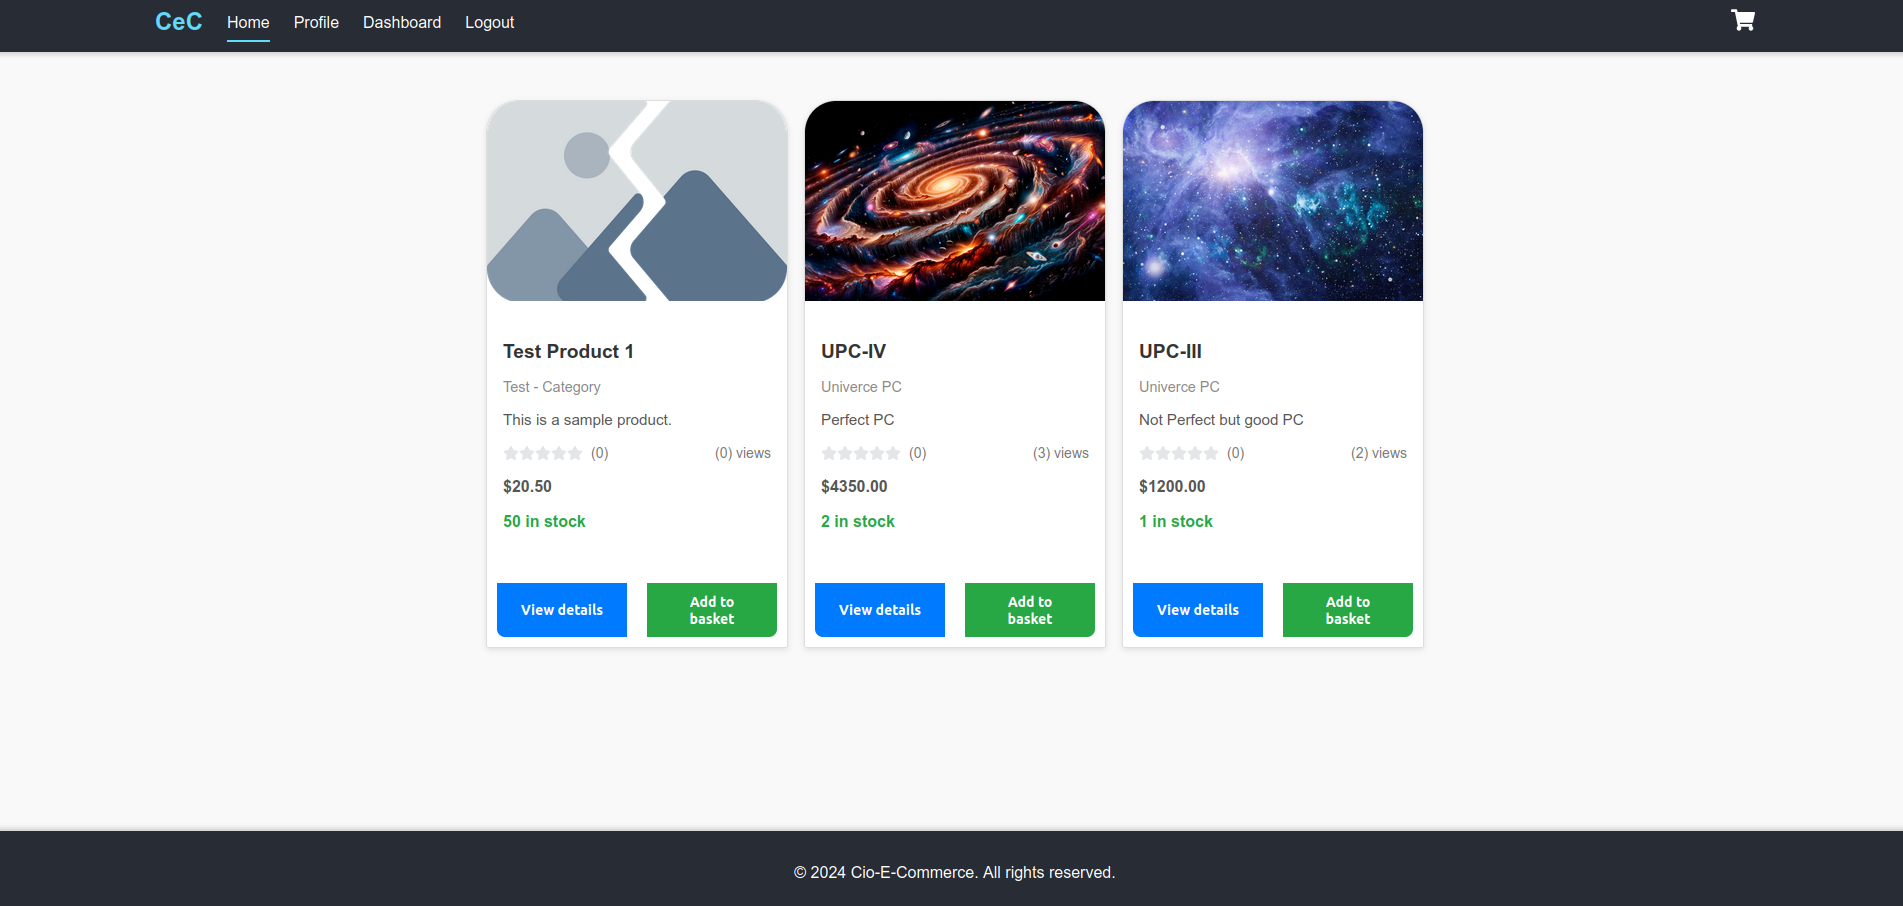 CeC Home Profile Dashboard Logout
Test Product 1
Test - Category
This is a sample product.
(0) (0) views
$20.50
50 in stock
View details
Add to
basket
UPC-IV
Univerce PC
Perfect PC
(0) (3) views
$4350.00
2 in stock
View details
Add to
basket
UPC-III
Univerce PC
Not Perfect but good PC
(0) (2) views
$1200.00
1 in stock
View details
Add to
basket
© 2024 Cio-E-Commerce. All rights reserved.